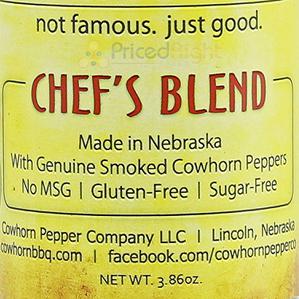 not famous. just good.
PricedRight
CHEF'S BLEND
Made in Nebraska
With Genuine Smoked Cowhorn Peppers
No MSG | Gluten-Free | Sugar-Free
Cowhorn Pepper Company LLC | Lincoln, Nebraska
cowhornbbq.com | facebook.com/cowhornpepperco
NET WT. 3.86oz.